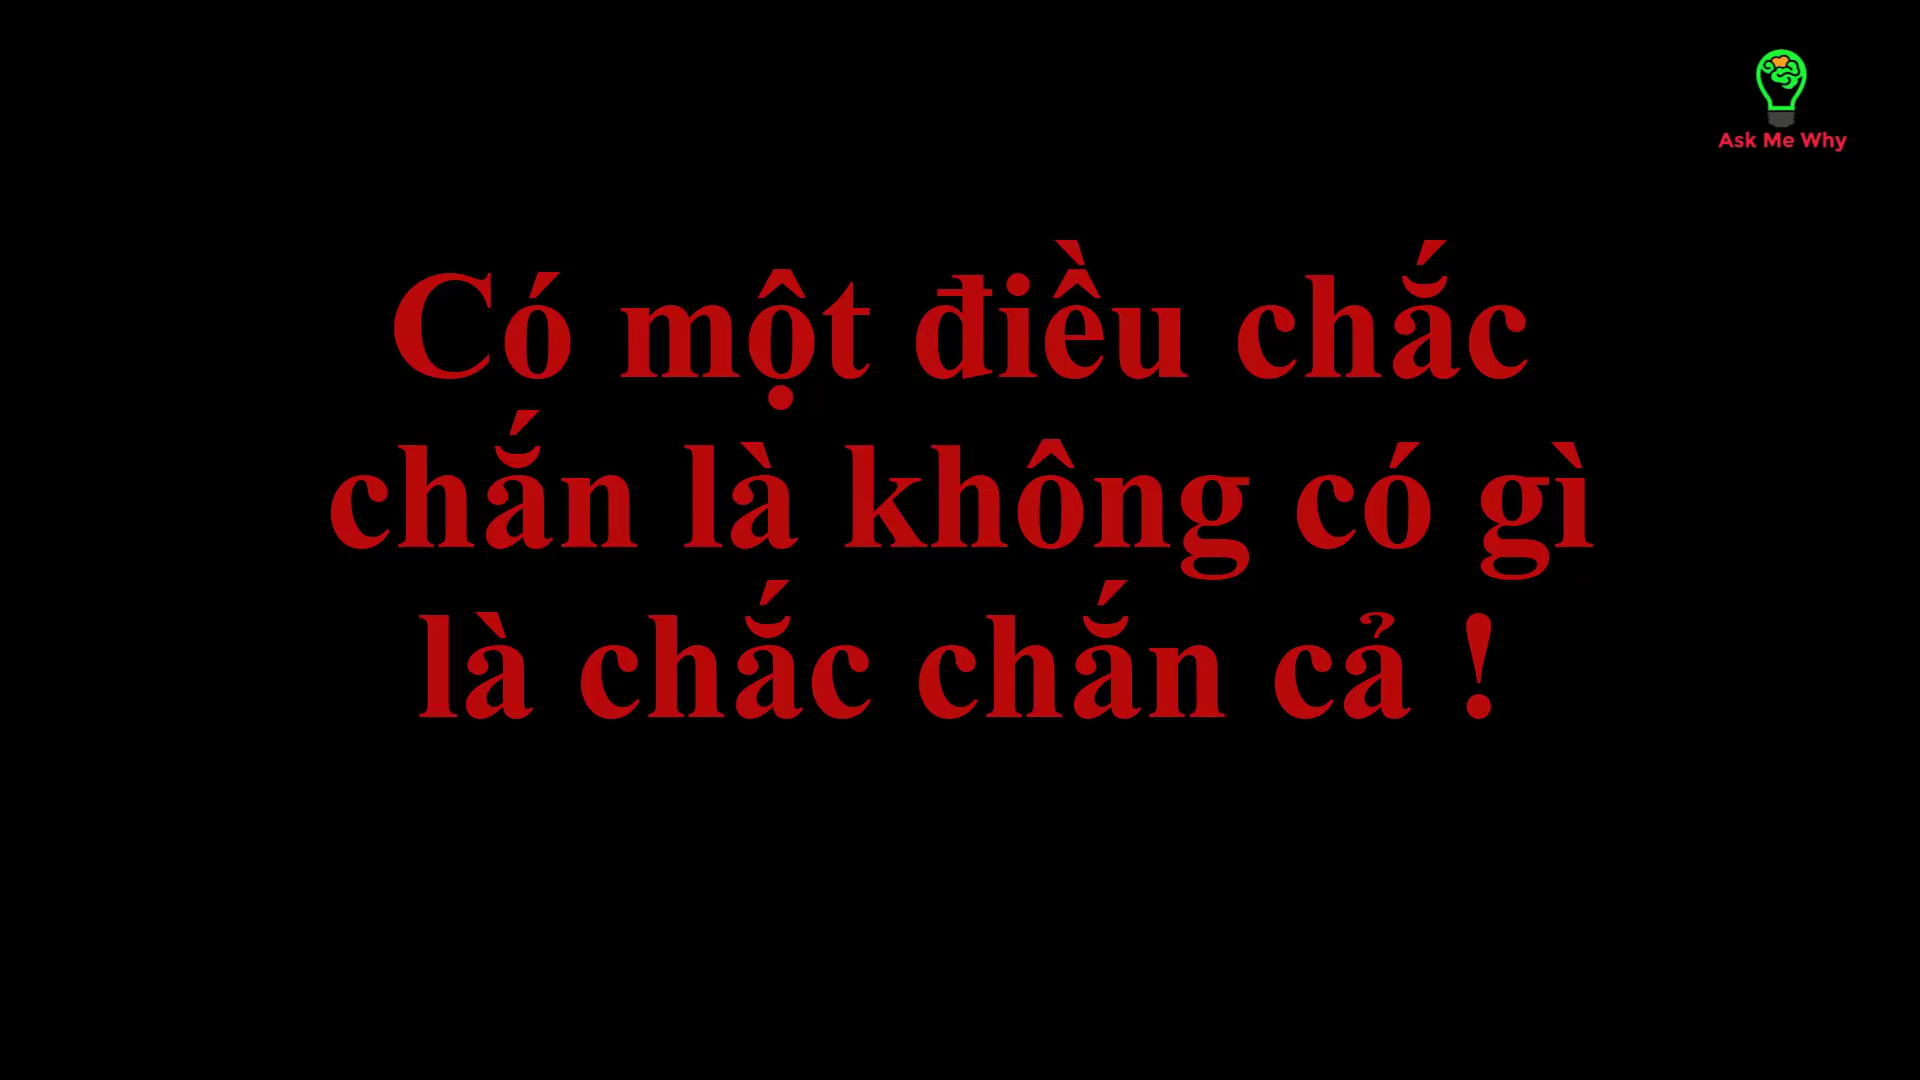 Ask Me Why
Có một điều chắc
chắn là không có gì
là chắc chắn cả !